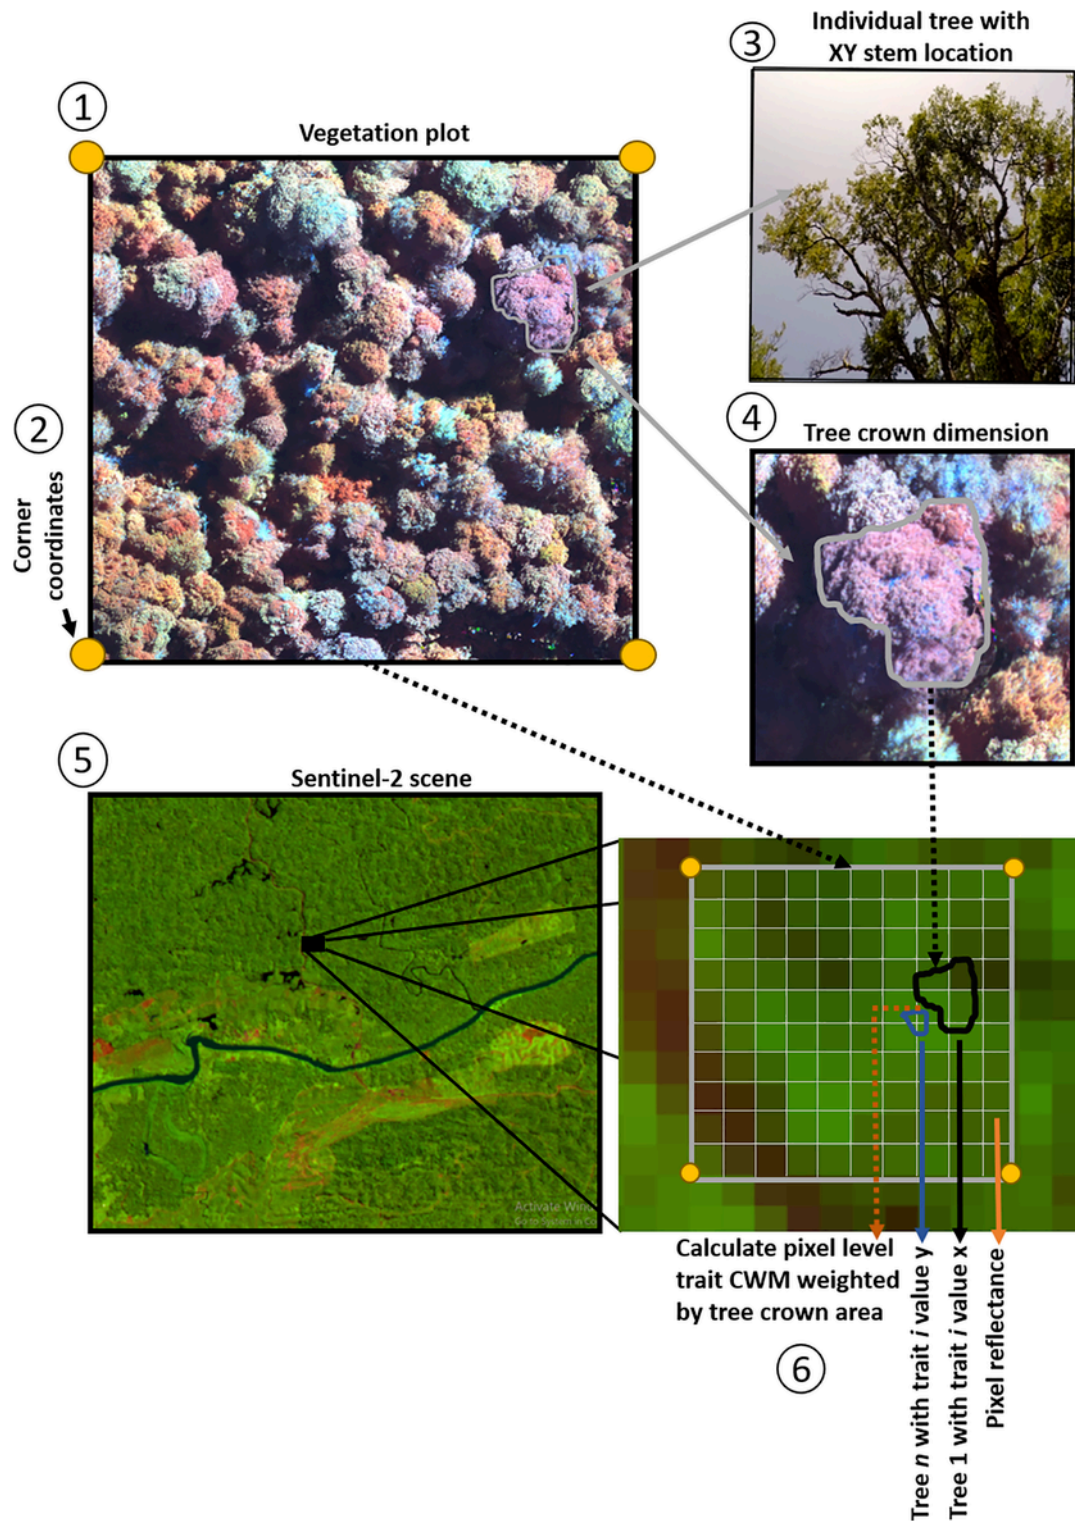 1
Vegetation plot
3
Individual tree with
XY stem location
2
Corner
coordinates
4
Tree crown dimension
5
Sentinel-2 scene
Activate Wind
Calculate pixel level
trait CWM weighted
by tree crown area
6
Tree n with trait i value y
Tree 1 with trait i value x
Pixel reflectance